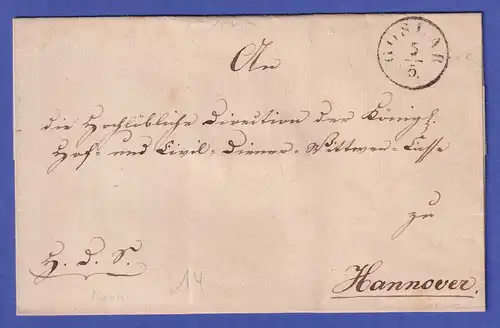 GOSLAR
5
5.
An
die Hochlöbliche Direction der Königl:
Hof- und Civil-Diener-Wittwen-Casse
zu
H. d. S.
14
Hannover.